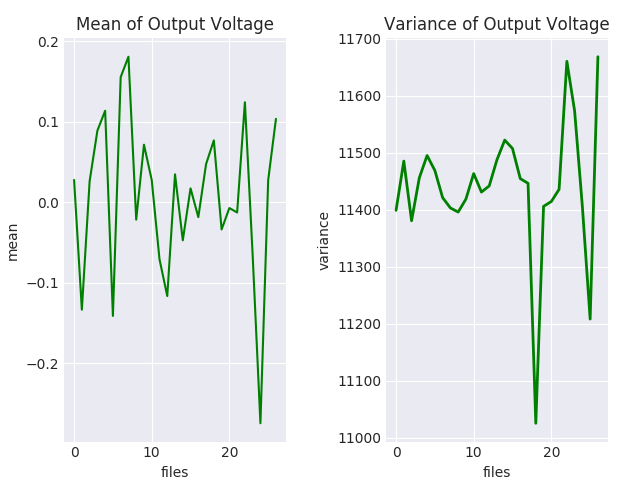 Mean of Output Voltage
0.2
0.1
0.0
−0.1
−0.2
mean
0 10 20
files
Variance of Output Voltage
11700
11600
11500
11400
11300
11200
11100
11000
variance
0 10 20
files